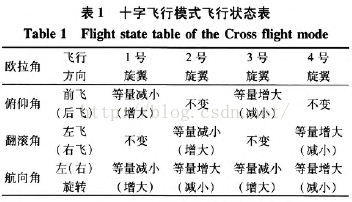 表1 十字飞行模式飞行状态表
Table 1 Flight state table of the Cross flight mode
欧拉角 飞行方向 1号旋翼 2号旋翼 3号旋翼 4号旋翼
俯仰角 前飞(后飞) 等量减小(增大) 不变 等量增大(减小) 不变
翻滚角 左飞(右飞) 不变 等量减小(增大) 不变 等量增大(减小)
航向角 左(右)旋转 等量减小(增大) 等量增大(减小) 等量减小(增大) 等量增大(减小)